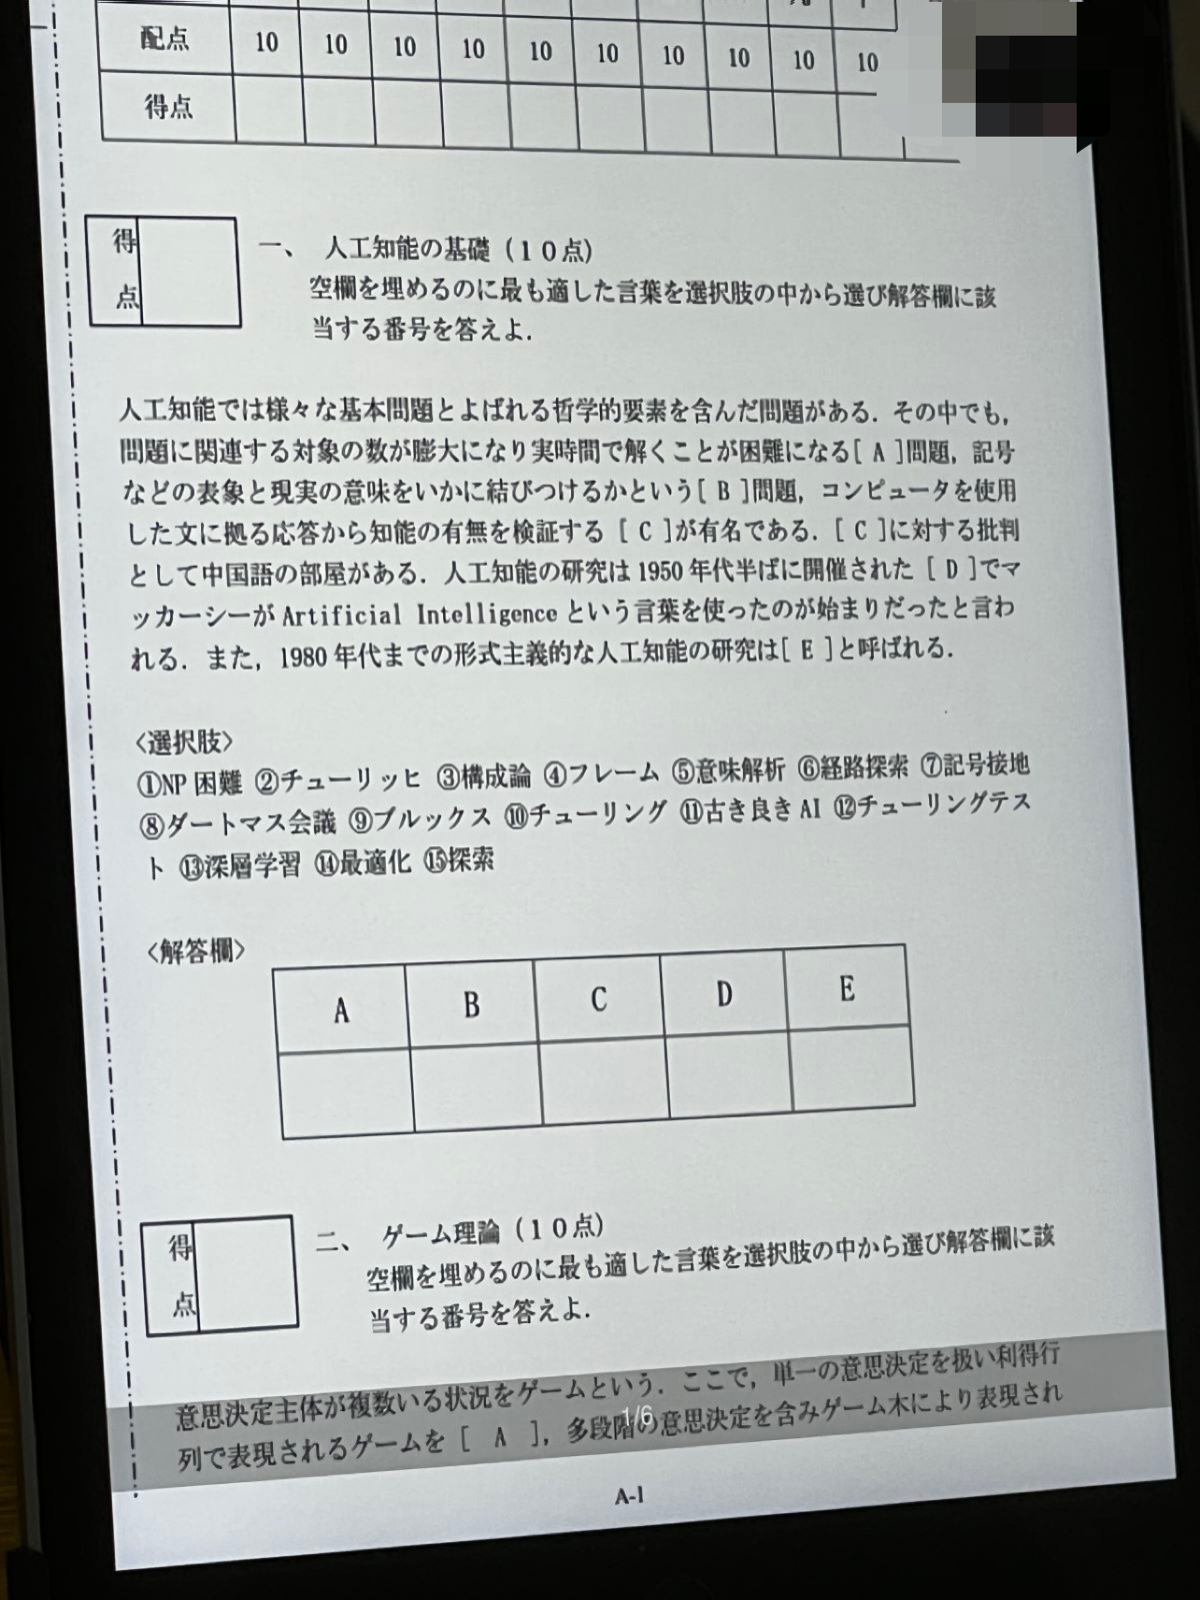 配点 10 10 10 10 10 10 10 10 10 10
得点
得点
一、 人工知能の基礎（１０点）
空欄を埋めるのに最も適した言葉を選択肢の中から選び解答欄に該
当する番号を答えよ．
人工知能では様々な基本問題とよばれる哲学的要素を含んだ問題がある．その中でも，
問題に関連する対象の数が膨大になり実時間で解くことが困難になる[ A ]問題，記号
などの表象と現実の意味をいかに結びつけるかという[ B ]問題，コンピュータを使用
した文に拠る応答から知能の有無を検証する [ C ]が有名である．[ C ]に対する批判
として中国語の部屋がある．人工知能の研究は 1950 年代半ばに開催された [ D ]でマ
ッカーシーが Artificial Intelligence という言葉を使ったのが始まりだったと言わ
れる．また，1980 年代までの形式主義的な人工知能の研究は[ E ]と呼ばれる．
〈選択肢〉
①NP 困難 ②チューリッヒ ③構成論 ④フレーム ⑤意味解析 ⑥経路探索 ⑦記号接地
⑧ダートマス会議 ⑨ブルックス ⑩チューリング ⑪古き良き AI ⑫チューリングテス
ト ⑬深層学習 ⑭最適化 ⑮探索
〈解答欄〉
A B C D E
得点
二、 ゲーム理論（１０点）
空欄を埋めるのに最も適した言葉を選択肢の中から選び解答欄に該
当する番号を答えよ．
意思決定主体が複数いる状況をゲームという．ここで，単一の意思決定を扱い利得行
列で表現されるゲームを [ A ]，多段階の意思決定を含みゲーム木により表現され
1/6
A-1